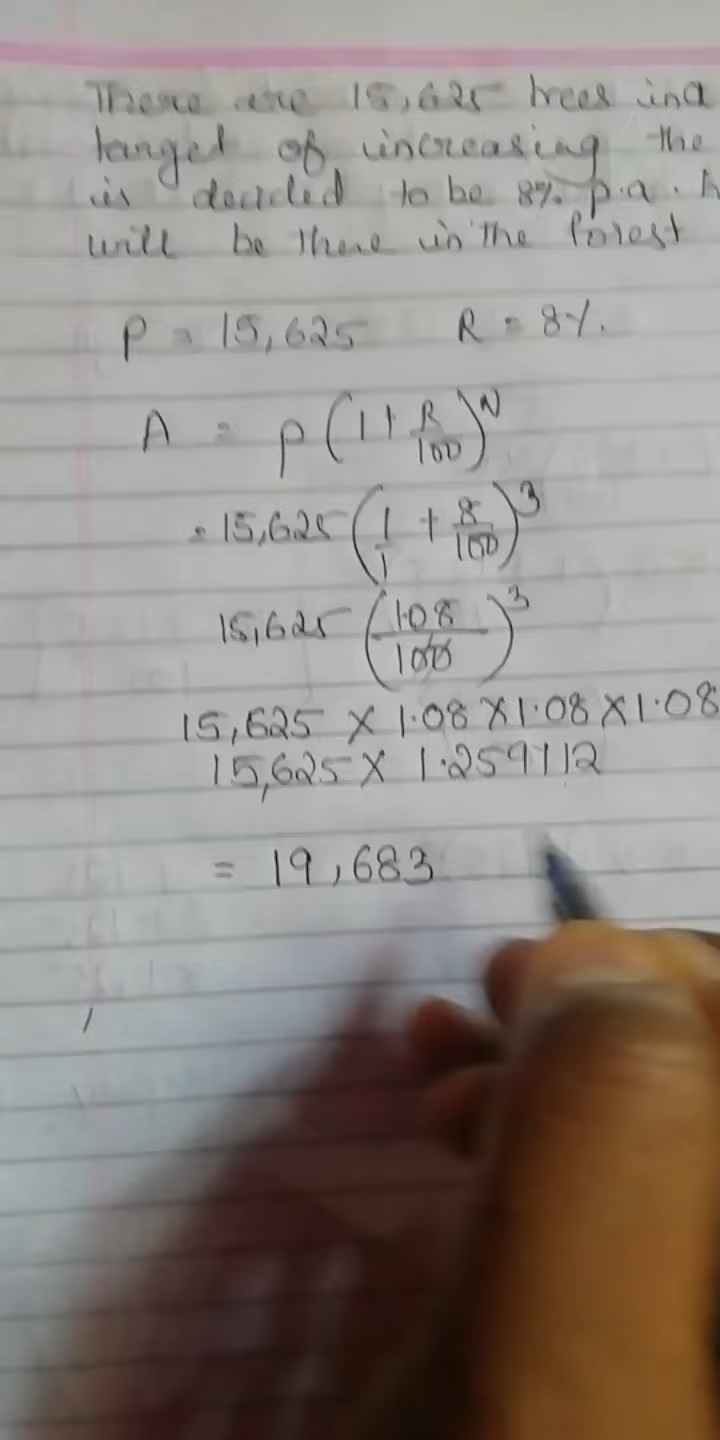 There are 15,625 trees in a
target of increasing the
is decided to be 8% p.a. h
will be there in the forest
P = 15,625 R = 8%.
A = P(1+R/100)^N
= 15,625 (1/1 + 8/100)^3
15,625 (1.08/100)^3
15,625 X 1.08 X 1.08 X 1.08
15,625 X 1.259712
= 19,683